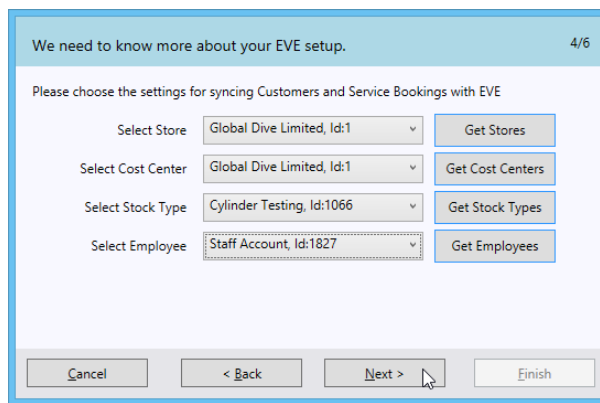 We need to know more about your EVE setup. 4/6
Please choose the settings for syncing Customers and Service Bookings with EVE
Select Store Global Dive Limited, Id:1 Get Stores
Select Cost Center Global Dive Limited, Id:1 Get Cost Centers
Select Stock Type Cylinder Testing, Id:1066 Get Stock Types
Select Employee Staff Account, Id:1827 Get Employees
Cancel < Back Next > Finish